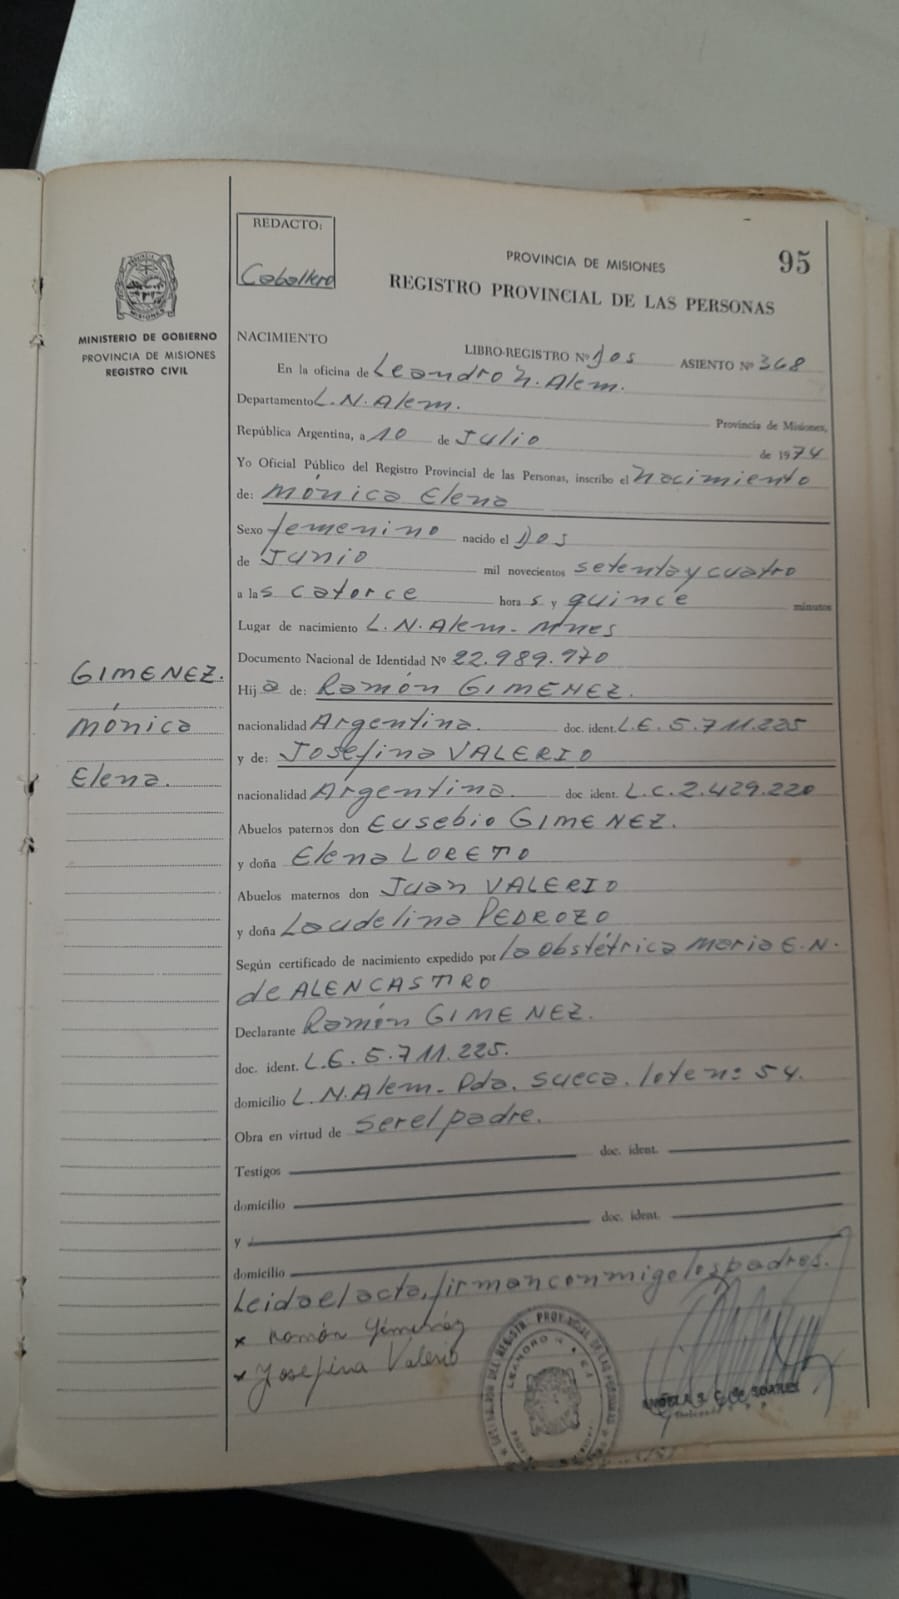 REDACTO:
Caballero
PROVINCIA DE MISIONES
95
REGISTRO PROVINCIAL DE LAS PERSONAS
MISIONES
MINISTERIO DE GOBIERNO
PROVINCIA DE MISIONES
REGISTRO CIVIL
NACIMIENTO
LIBRO-REGISTRO Nº Dos ASIENTO Nº 368
En la oficina de Leandro N. Alem.
Departamento L.N. Alem. Provincia de Misiones,
República Argentina, a 10 de Julio de 1974
Yo Oficial Público del Registro Provincial de las Personas, inscribo el nacimiento
de: Mónica Elena
Sexo femenino nacido el Dos
de Junio mil novecientos setenta y cuatro
a las catorce horas y quince minutos
Lugar de nacimiento L.N. Alem - Mnes
Documento Nacional de Identidad Nº 22.989.970
GIMENEZ.
Mónica
Elena.
Hija de: Ramón GIMENEZ.
nacionalidad Argentina. doc. ident. L.E. 5.711.225
y de: Josefina VALERIO
nacionalidad Argentina. doc. ident. L.C. 2.429.220
Abuelos paternos don Eusebio GIMENEZ.
y doña Elena LORETO
Abuelos maternos don Juan VALERIO
y doña Laudelina PEDROZO
Según certificado de nacimiento expedido por la obstétrica Maria E.N.
de ALENCASTRO
Declarante Ramón GIMENEZ.
doc. ident. L.E. 5.711.225.
domicilio L.N. Alem - Pda. Sueca. lote nº 54.
Obra en virtud de ser el padre.
Testigos doc. ident.
domicilio
y doc. ident.
domicilio
Leida el acta, firman conmigo los padres.
x Ramón Giménez
x Josefina Valerio